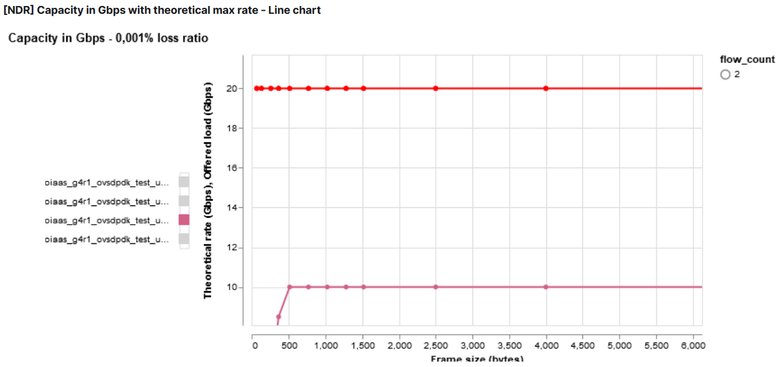 [NDR] Capacity in Gbps with theoretical max rate - Line chart
Capacity in Gbps - 0,001% loss ratio
flow_count
2
oiaas_g4r1_ovsdpdk_test_u...
oiaas_g4r1_ovsdpdk_test_u...
oiaas_g4r1_ovsdpdk_test_u...
oiaas_g4r1_ovsdpdk_test_u...
Theoretical rate (Gbps), Offered load (Gbps)
20
18
16
14
12
10
0 500 1,000 1,500 2,000 2,500 3,000 3,500 4,000 4,500 5,000 5,500 6,000
Frame size (bytes)